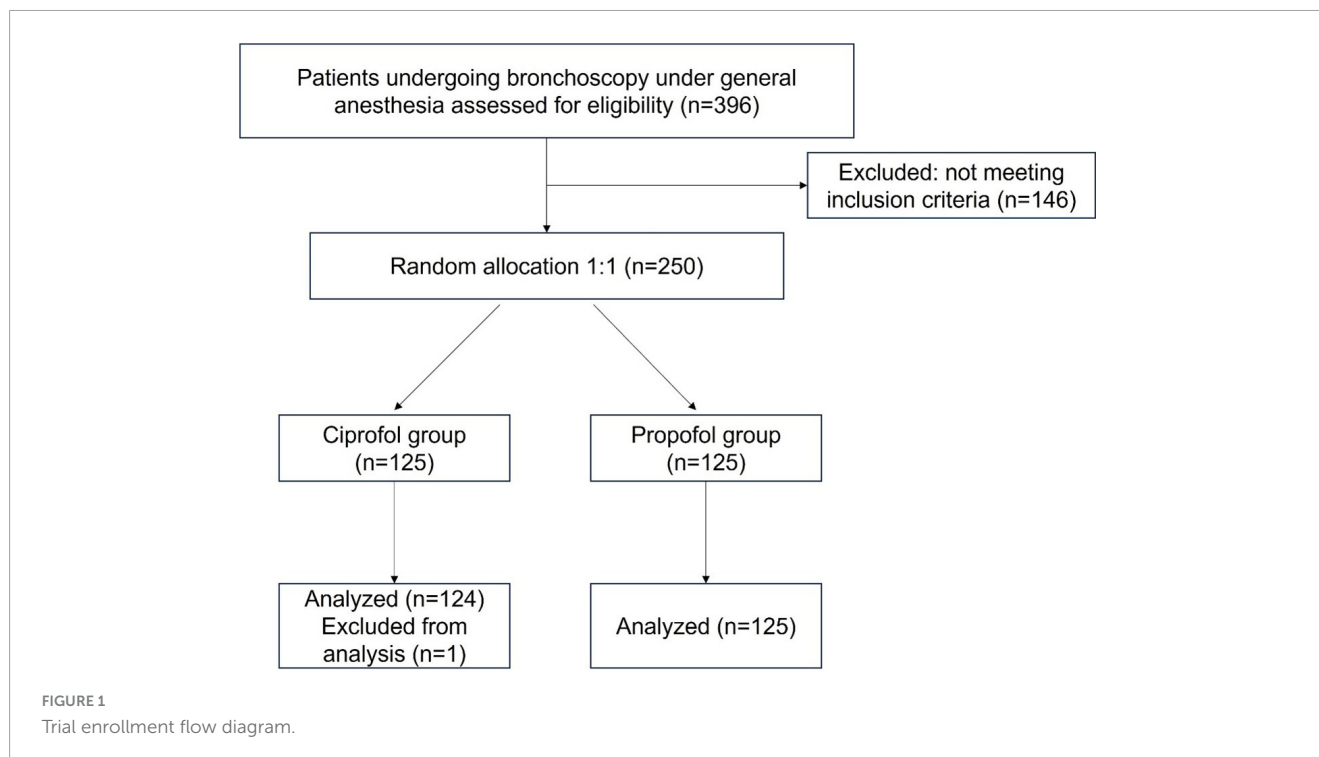 Patients undergoing bronchoscopy under general
anesthesia assessed for eligibility (n=396)
Excluded: not meeting
inclusion criteria (n=146)
Random allocation 1:1 (n=250)
Ciprofol group
(n=125)
Propofol group
(n=125)
Analyzed (n=124)
Excluded from
analysis (n=1)
Analyzed (n=125)
FIGURE 1
Trial enrollment flow diagram.